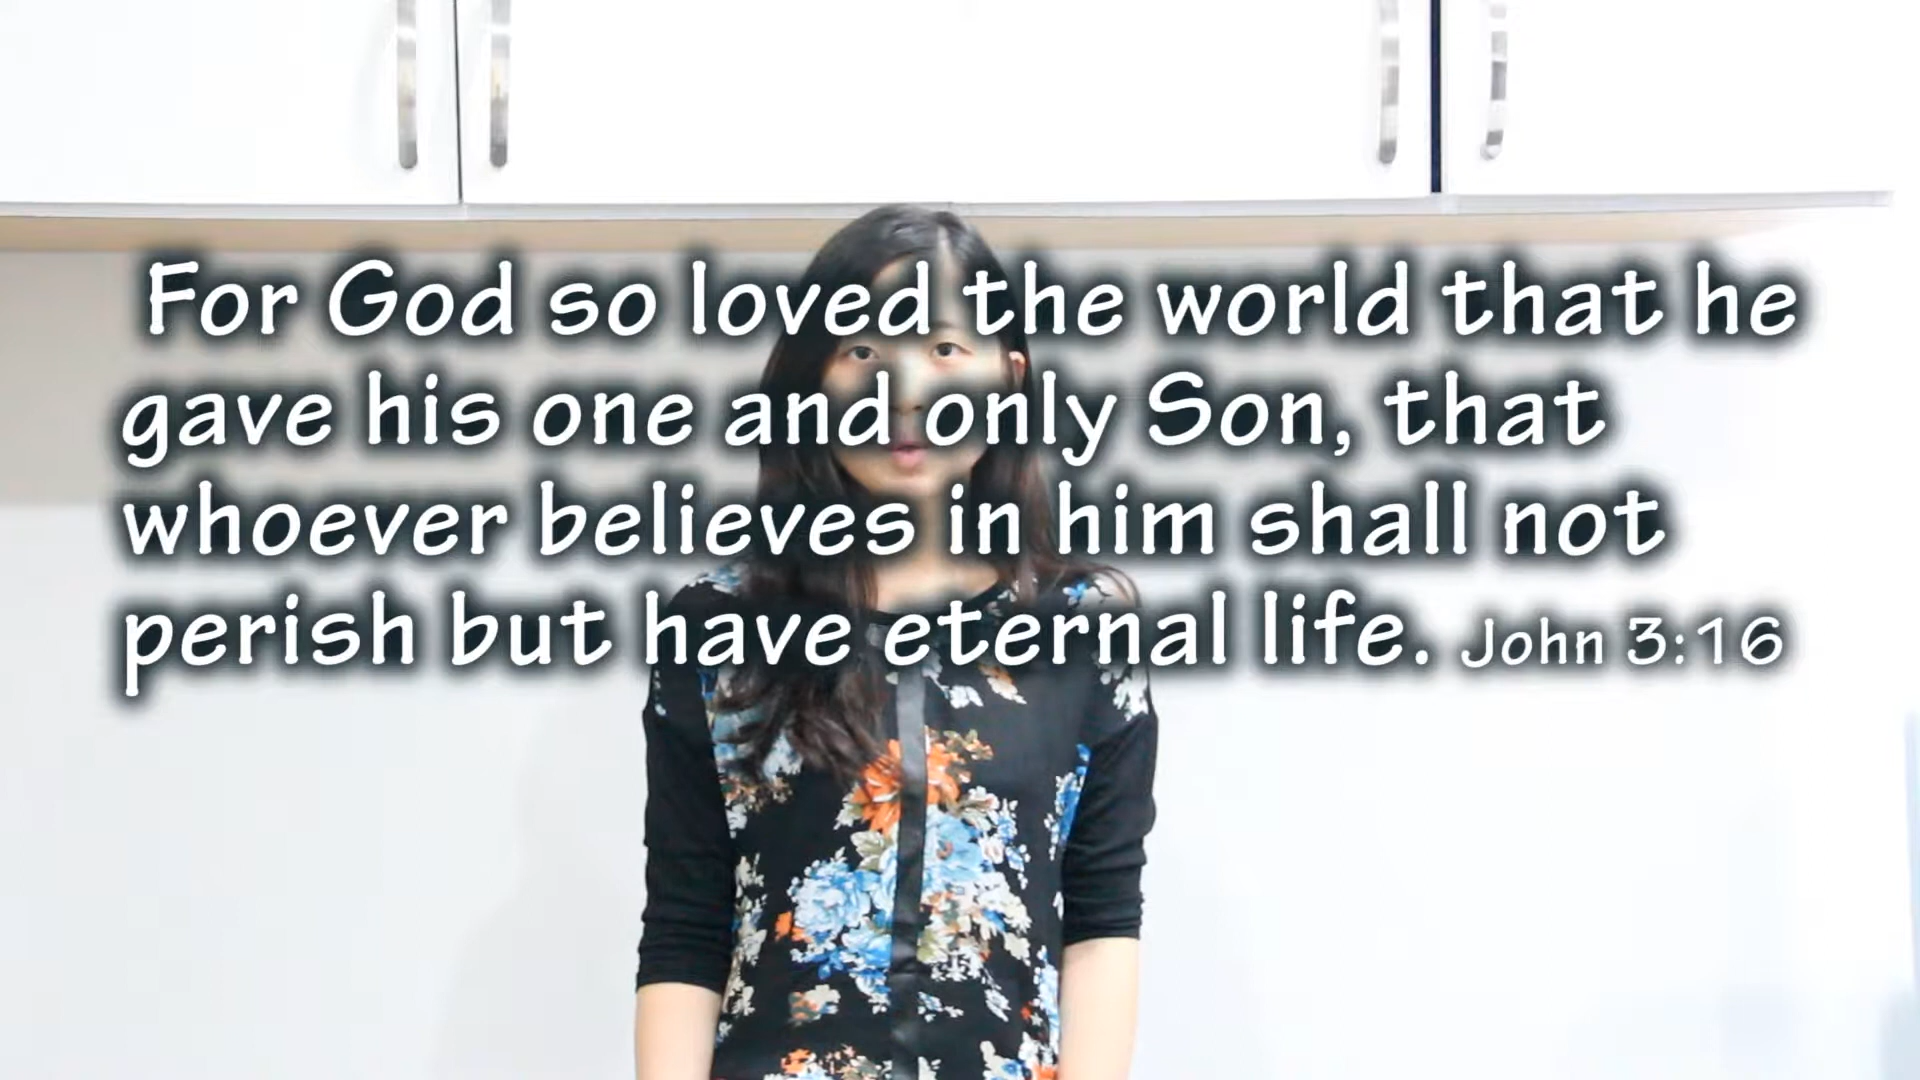 For God so loved the world that he
gave his one and only Son, that
whoever believes in him shall not
perish but have eternal life. John 3:16